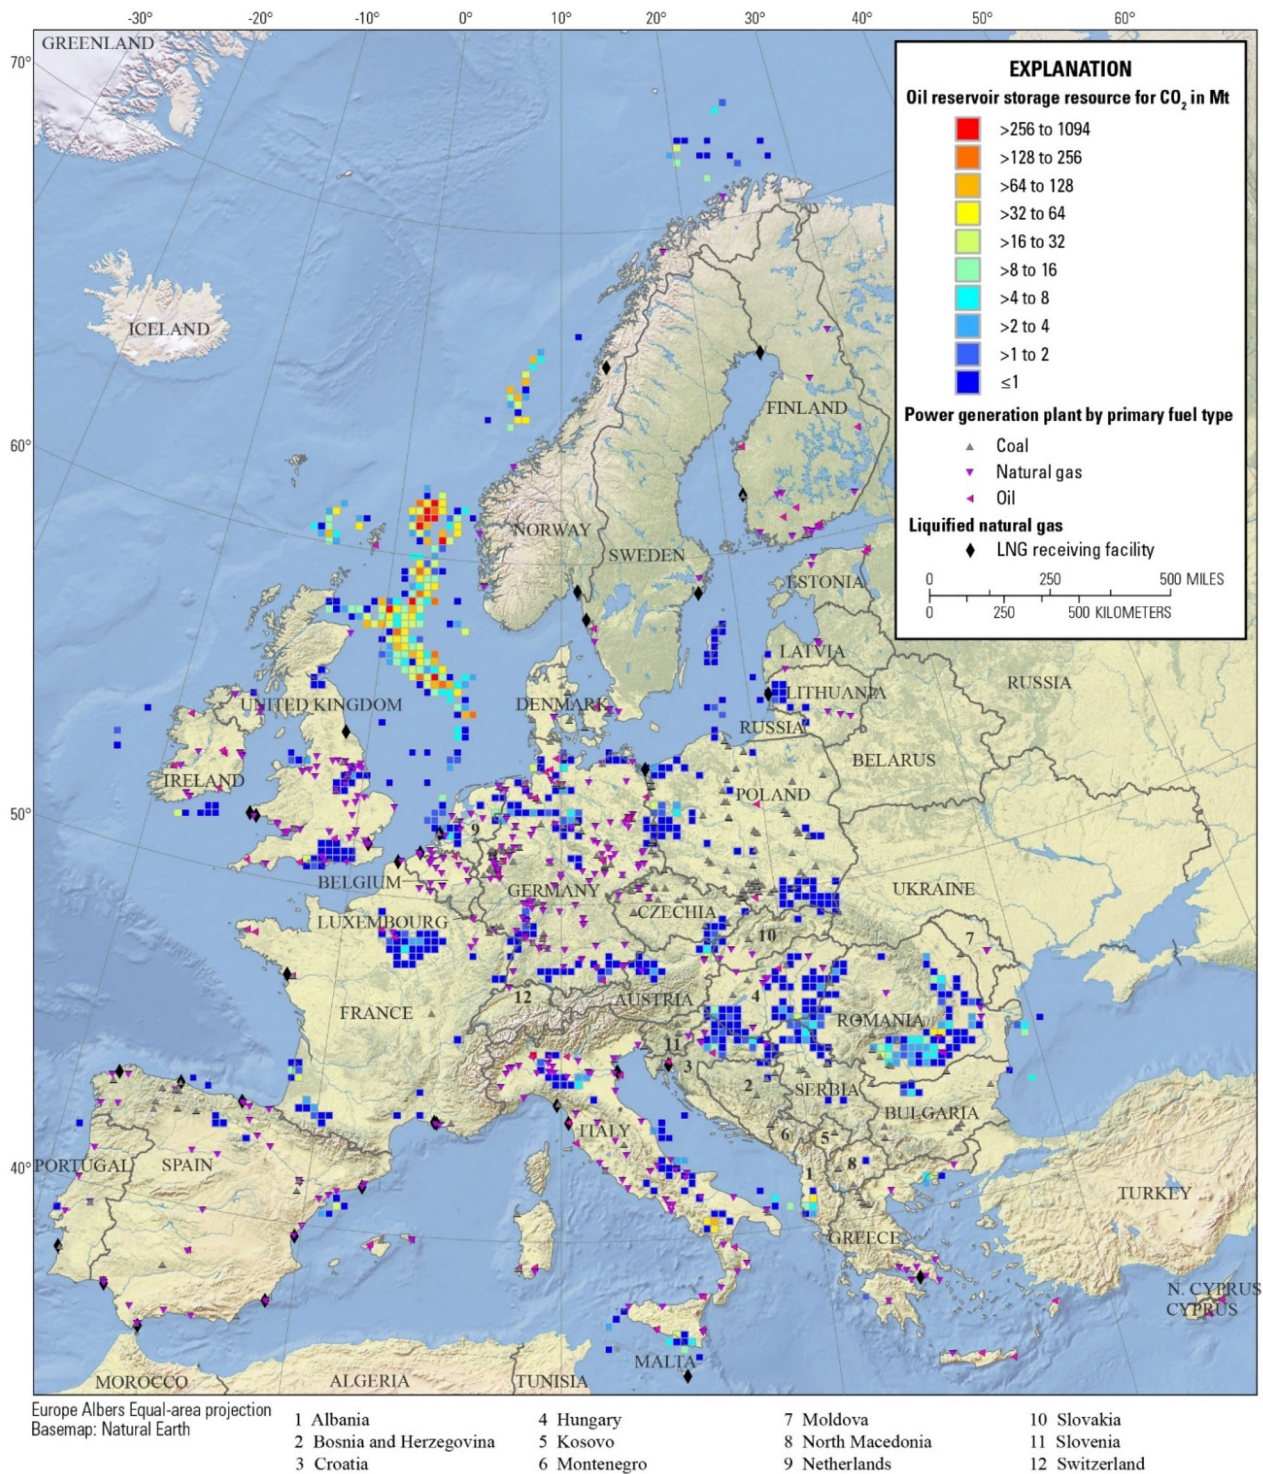 -30° -20° -10° 0° 10° 20° 30° 40° 50° 60°
GREENLAND
70°
EXPLANATION
Oil reservoir storage resource for CO2 in Mt
>256 to 1094
>128 to 256
>64 to 128
>32 to 64
>16 to 32
>8 to 16
>4 to 8
>2 to 4
>1 to 2
≤1
Power generation plant by primary fuel type
Coal
Natural gas
Oil
Liquified natural gas
LNG receiving facility
0 250 500 MILES
0 250 500 KILOMETERS
ICELAND
FINLAND
60°
NORWAY
SWEDEN
ESTONIA
LATVIA
RUSSIA
LITHUANIA
UNITED KINGDOM
DENMARK
RUSSIA
BELARUS
IRELAND
POLAND
50°
9
BELGIUM
GERMANY
UKRAINE
CZECHIA
LUXEMBOURG
10
7
12
AUSTRIA
4
FRANCE
ROMANIA
11
3
2
SERBIA
BULGARIA
ITALY
6
5
40°
PORTUGAL
SPAIN
8
1
TURKEY
GREECE
N. CYPRUS
CYPRUS
MALTA
MOROCCO
ALGERIA
TUNISIA
Europe Albers Equal-area projection
Basemap: Natural Earth
1 Albania
2 Bosnia and Herzegovina
3 Croatia
4 Hungary
5 Kosovo
6 Montenegro
7 Moldova
8 North Macedonia
9 Netherlands
10 Slovakia
11 Slovenia
12 Switzerland